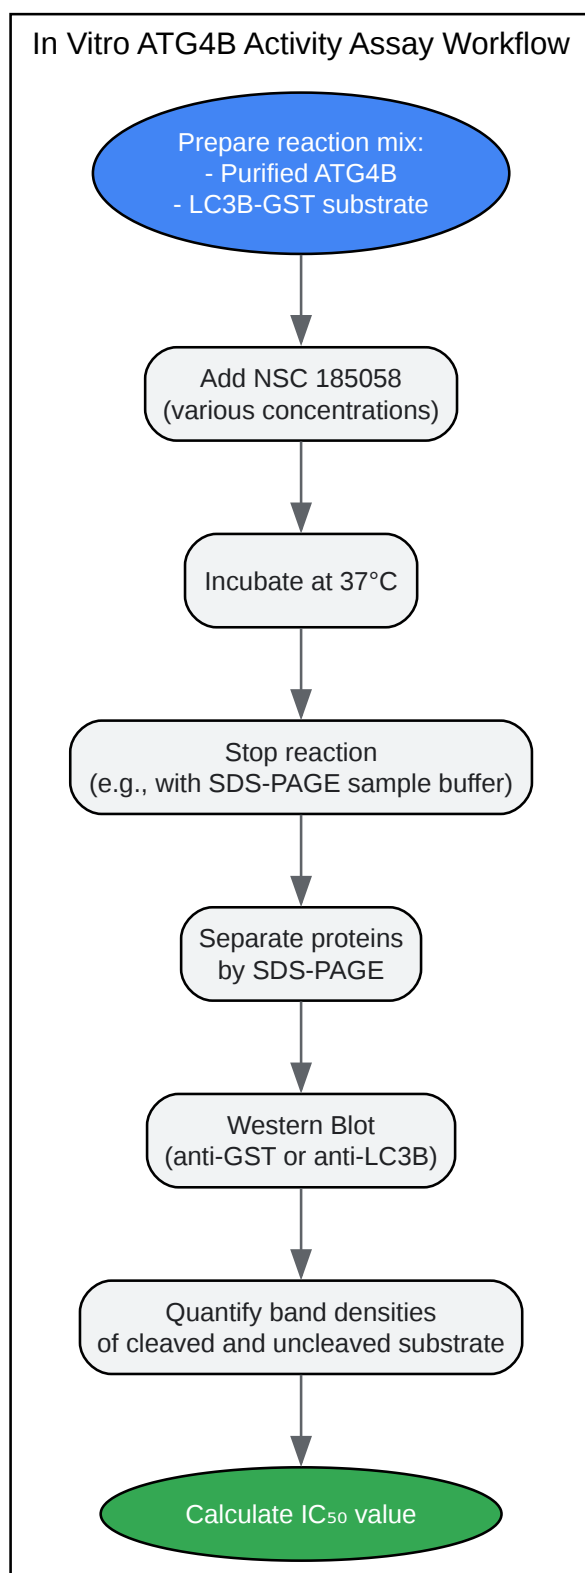 In Vitro ATG4B Activity Assay Workflow
Prepare reaction mix:
- Purified ATG4B
- LC3B-GST substrate
Add NSC 185058
(various concentrations)
Incubate at 37°C
Stop reaction
(e.g., with SDS-PAGE sample buffer)
Separate proteins
by SDS-PAGE
Western Blot
(anti-GST or anti-LC3B)
Quantify band densities
of cleaved and uncleaved substrate
Calculate IC₅₀ value